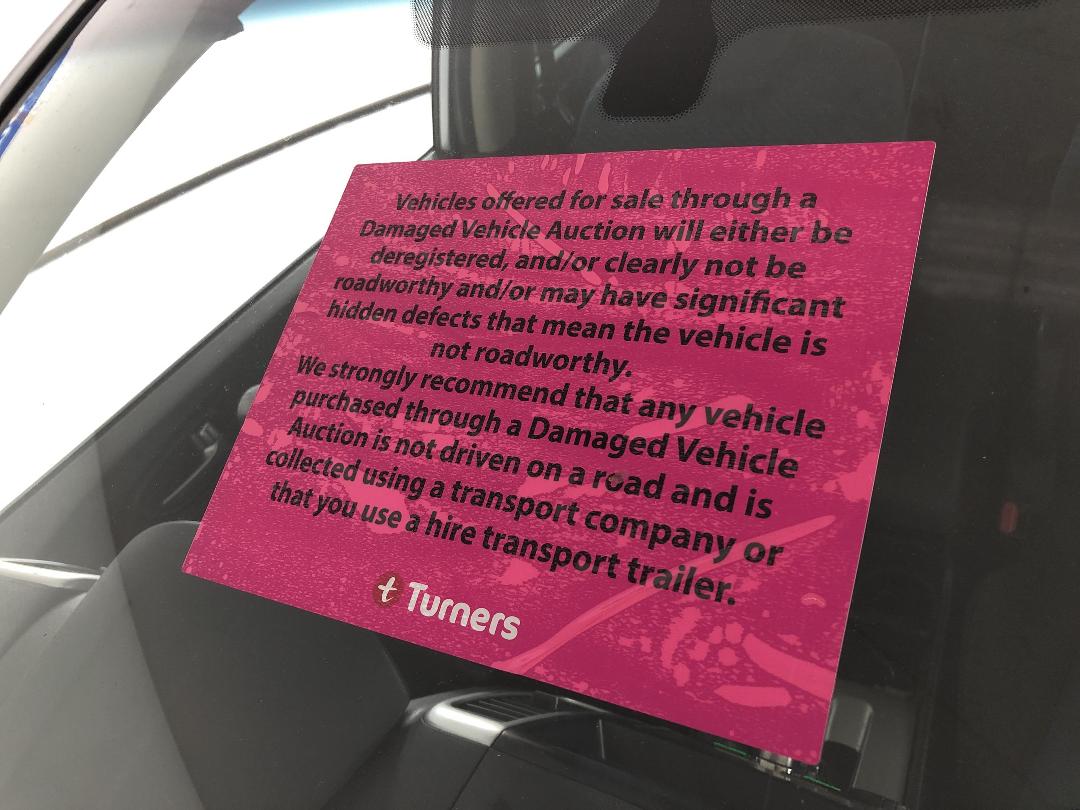 Vehicles offered for sale through a
Damaged Vehicle Auction will either be
deregistered, and/or clearly not be
roadworthy and/or may have significant
hidden defects that mean the vehicle is
not roadworthy.
We strongly recommend that any vehicle
purchased through a Damaged Vehicle
Auction is not driven on a road and is
collected using a transport company or
that you use a hire transport trailer.
t Turners